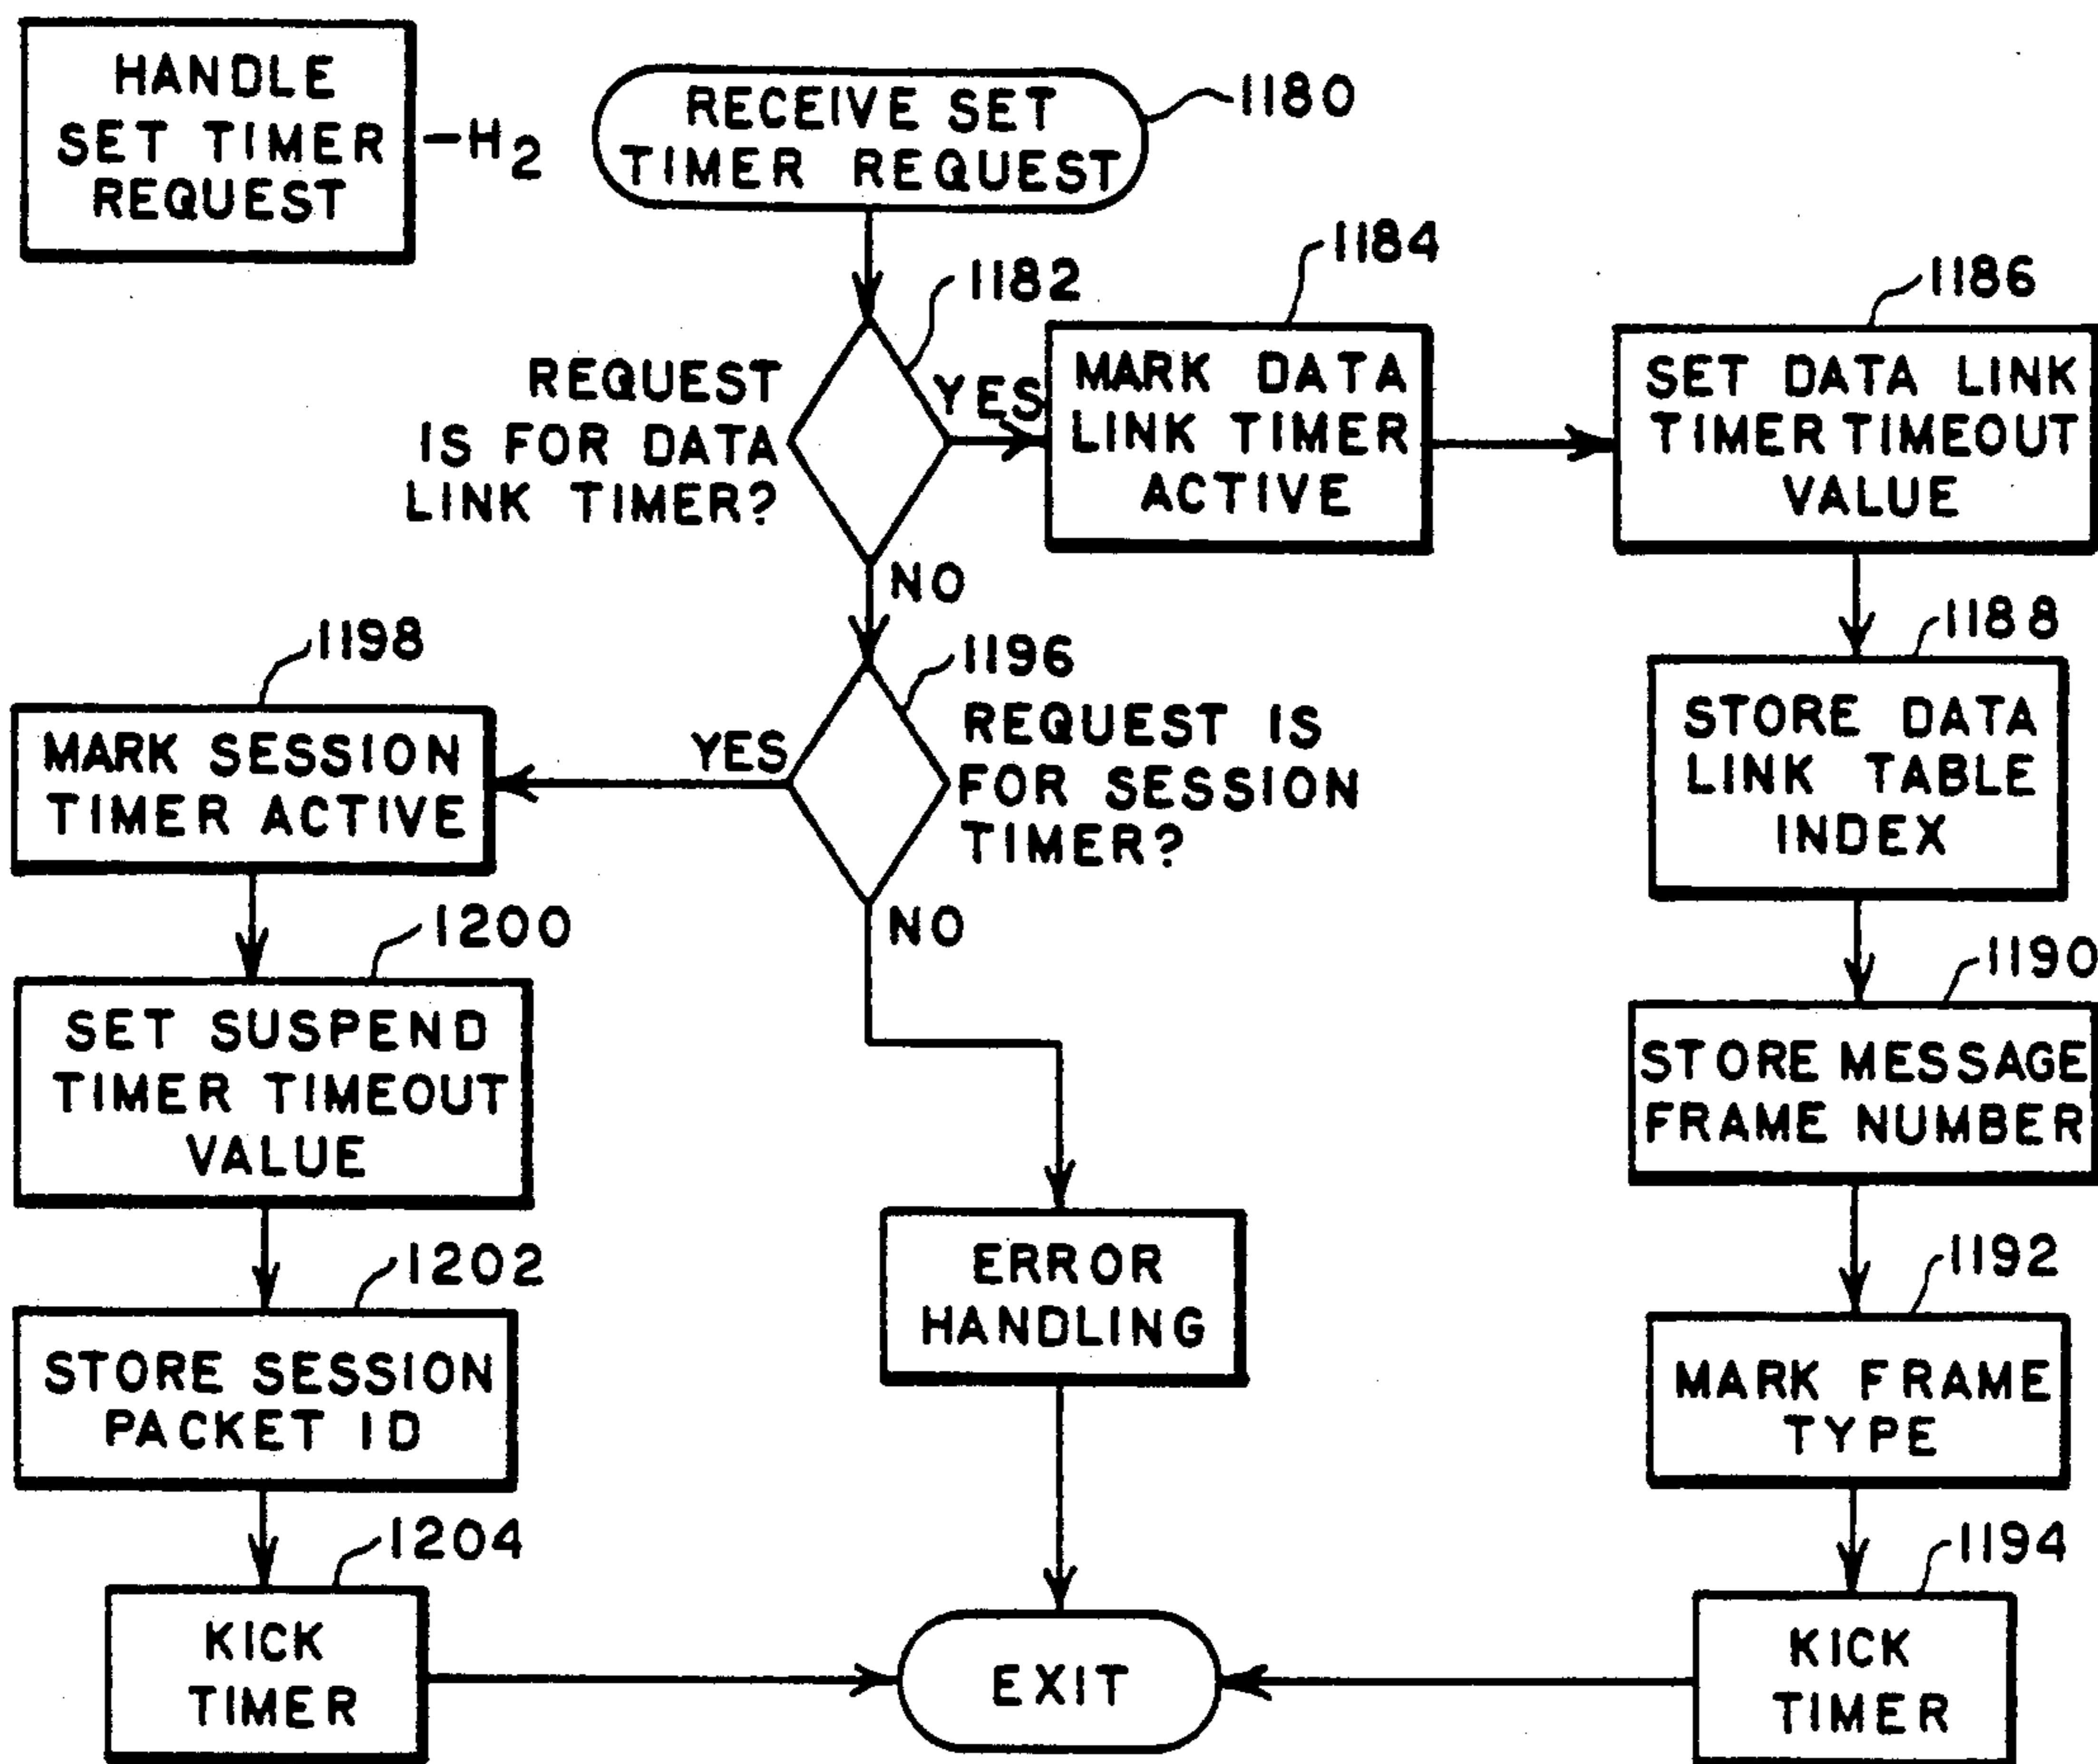 HANDLE
SET TIMER
REQUEST
-H2
RECEIVE SET
TIMER REQUEST
1180
1182
REQUEST
IS FOR DATA
LINK TIMER?
YES
NO
1184
MARK DATA
LINK TIMER
ACTIVE
1186
SET DATA LINK
TIMER TIMEOUT
VALUE
1188
STORE DATA
LINK TABLE
INDEX
1190
STORE MESSAGE
FRAME NUMBER
1192
MARK FRAME
TYPE
1194
KICK
TIMER
1196
REQUEST IS
FOR SESSION
TIMER?
YES
NO
1198
MARK SESSION
TIMER ACTIVE
1200
SET SUSPEND
TIMER TIMEOUT
VALUE
1202
STORE SESSION
PACKET ID
1204
KICK
TIMER
ERROR
HANDLING
EXIT